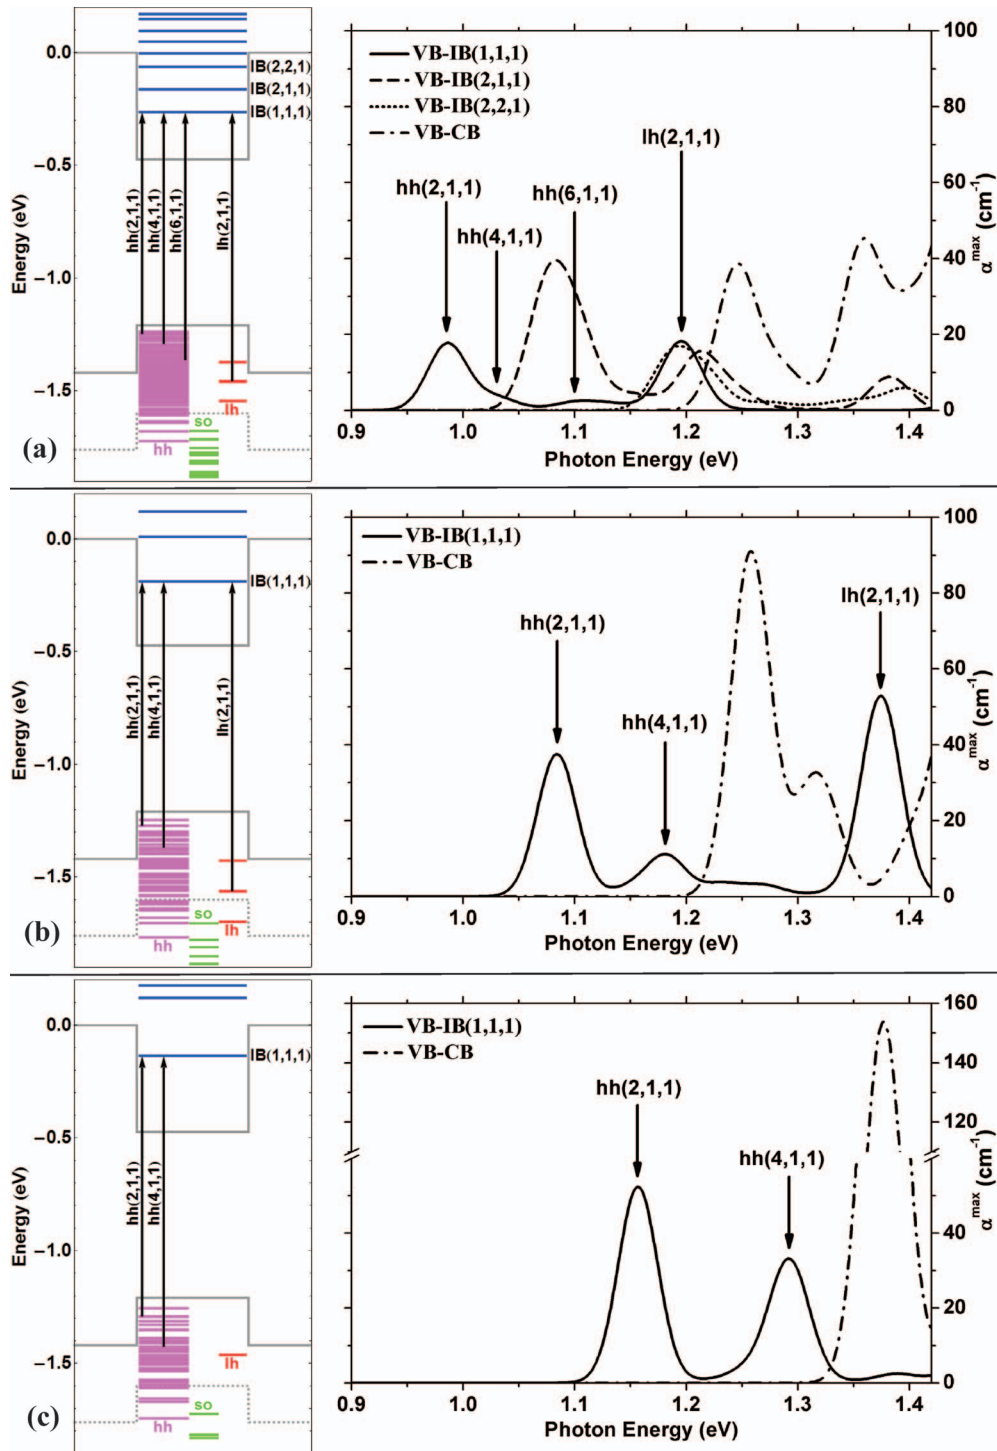 0.0
−0.5
−1.0
−1.5
Energy (eV)
IB(2,2,1)
IB(2,1,1)
IB(1,1,1)
hh(2,1,1)
hh(4,1,1)
hh(6,1,1)
lh(2,1,1)
so
lh
hh
(a)
VB-IB(1,1,1)
VB-IB(2,1,1)
VB-IB(2,2,1)
VB-CB
hh(2,1,1)
hh(4,1,1)
hh(6,1,1)
lh(2,1,1)
100
80
60
40
20
0
α max (cm-1)
0.9 1.0 1.1 1.2 1.3 1.4
Photon Energy (eV)
0.0
−0.5
−1.0
−1.5
Energy (eV)
IB(1,1,1)
hh(2,1,1)
hh(4,1,1)
lh(2,1,1)
so
lh
hh
(b)
VB-IB(1,1,1)
VB-CB
hh(2,1,1)
hh(4,1,1)
lh(2,1,1)
100
80
60
40
20
0
α max (cm-1)
0.9 1.0 1.1 1.2 1.3 1.4
Photon Energy (eV)
0.0
−0.5
−1.0
−1.5
Energy (eV)
IB(1,1,1)
hh(2,1,1)
hh(4,1,1)
lh
so
hh
(c)
VB-IB(1,1,1)
VB-CB
hh(2,1,1)
hh(4,1,1)
160
140
120
40
20
0
α max (cm-1)
0.9 1.0 1.1 1.2 1.3 1.4
Photon Energy (eV)